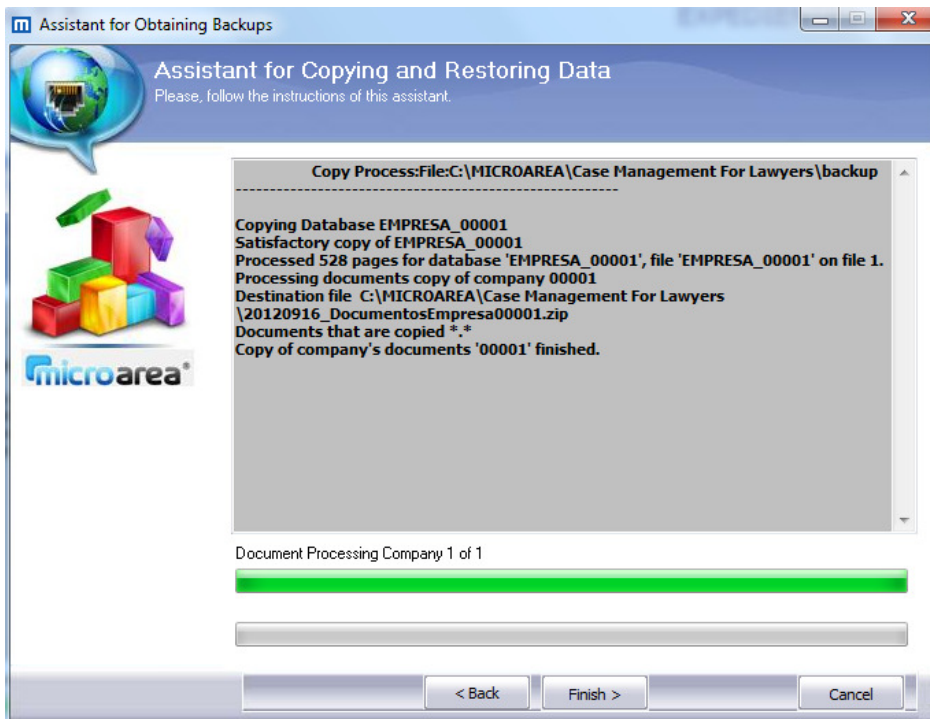 Assistant for Obtaining Backups
Assistant for Copying and Restoring Data
Please, follow the instructions of this assistant.
Copy Process:File:C:\MICROAREA\Case Management For Lawyers\backup
--------------------------------------------------------
Copying Database EMPRESA_00001
Satisfactory copy of EMPRESA_00001
Processed 528 pages for database 'EMPRESA_00001', file 'EMPRESA_00001' on file 1.
Processing documents copy of company 00001
Destination file  C:\MICROAREA\Case Management For Lawyers
\20120916_DocumentosEmpresa00001.zip
Documents that are copied *.*
Copy of company's documents '00001' finished.
microarea®
Document Processing Company 1 of 1
< Back
Finish >
Cancel